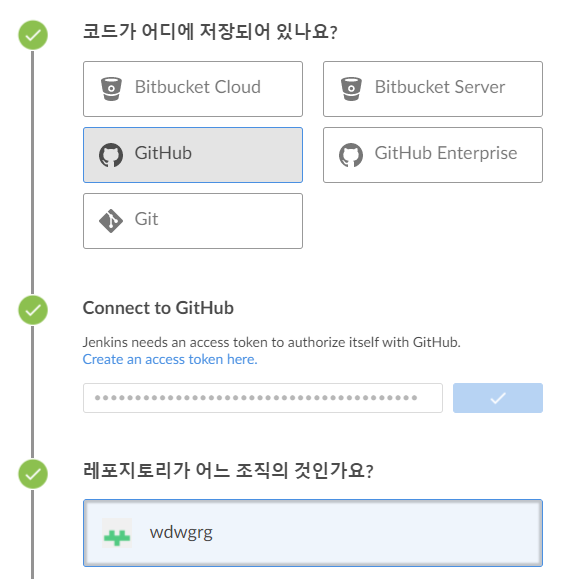 코드가 어디에 저장되어 있나요?
Bitbucket Cloud
Bitbucket Server
GitHub
GitHub Enterprise
Git
Connect to GitHub
Jenkins needs an access token to authorize itself with GitHub.
Create an access token here.
레포지토리가 어느 조직의 것인가요?
wdwgrg